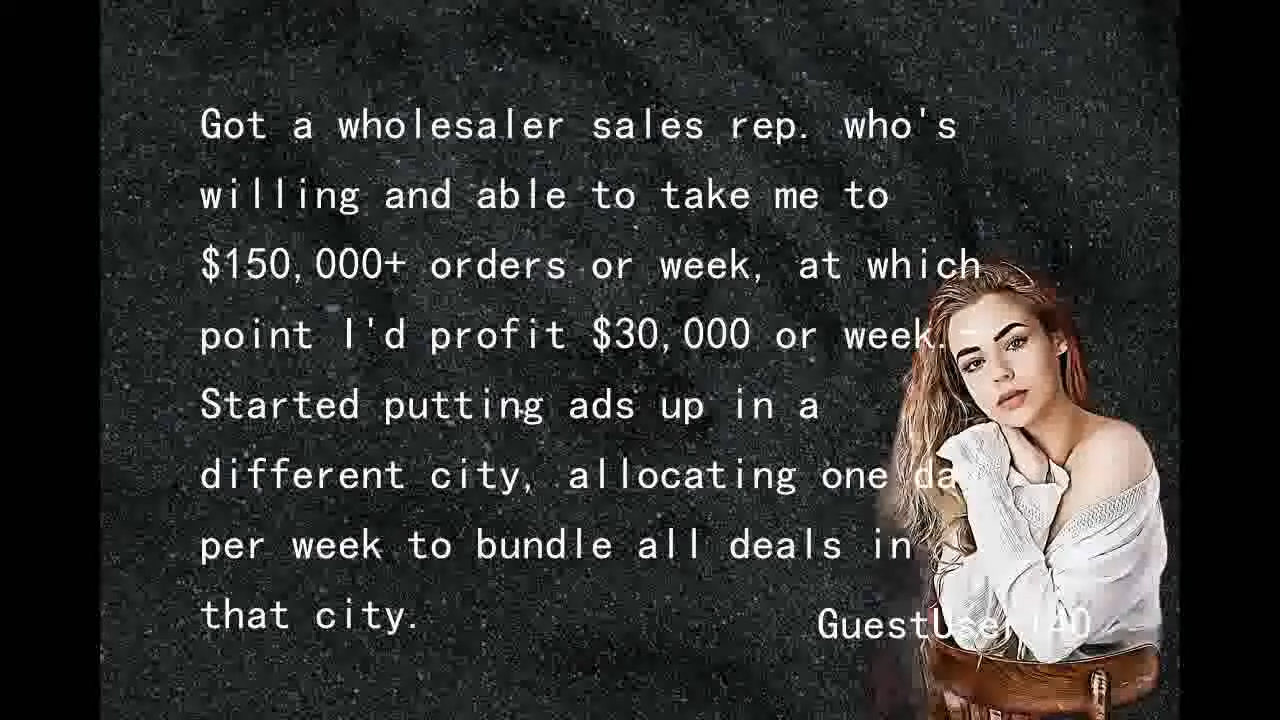 Got a wholesaler sales rep. who's
willing and able to take me to
$150,000+ orders or week, at which
point I'd profit $30,000 or week.-
Started putting ads up in a
different city, allocating one da
per week to bundle all deals in
that city.